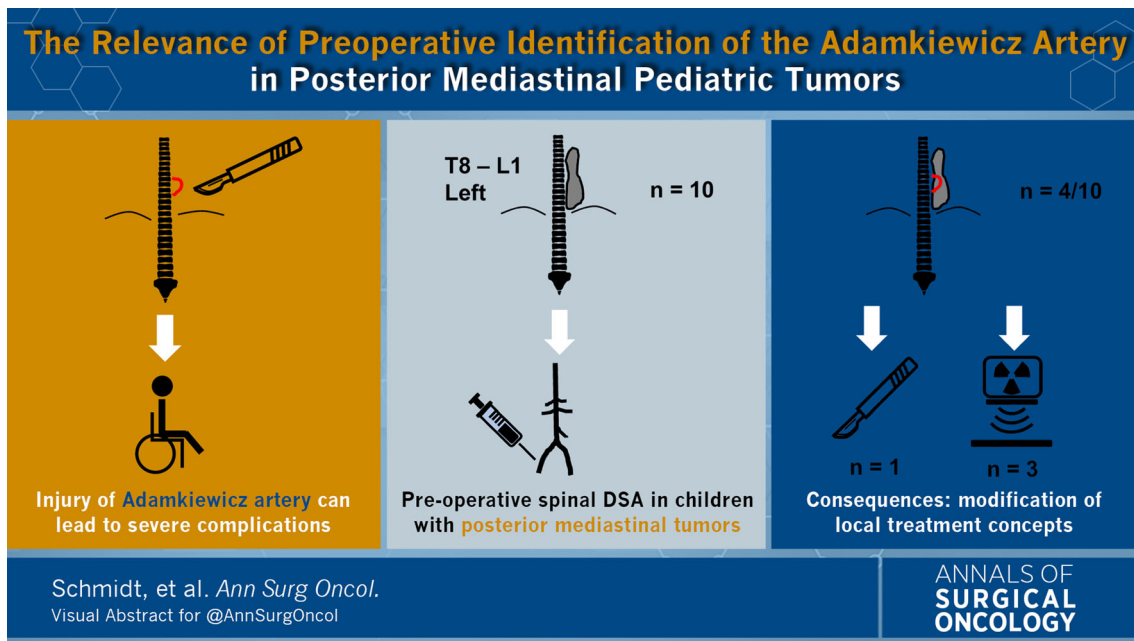 The Relevance of Preoperative Identification of the Adamkiewicz Artery
in Posterior Mediastinal Pediatric Tumors
Injury of Adamkiewicz artery can
lead to severe complications
T8 – L1
Left
n = 10
Pre-operative spinal DSA in children
with posterior mediastinal tumors
n = 4/10
n = 1
n = 3
Consequences: modification of
local treatment concepts
Schmidt, et al. Ann Surg Oncol.
Visual Abstract for @AnnSurgOncol
ANNALS OF
SURGICAL
ONCOLOGY